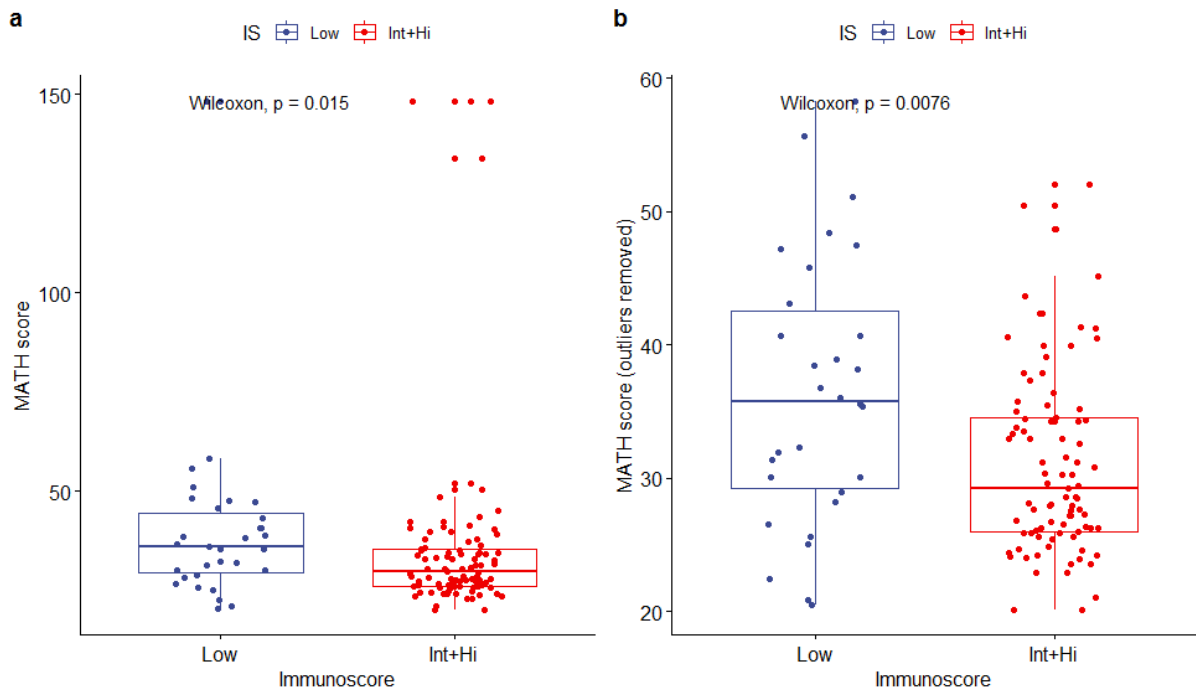 a
IS Low Int+Hi
Wilcoxon, p = 0.015
150
100
50
MATH score
Low Int+Hi
Immunoscore
b
IS Low Int+Hi
Wilcoxon, p = 0.0076
60
50
40
30
20
MATH score (outliers removed)
Low Int+Hi
Immunoscore